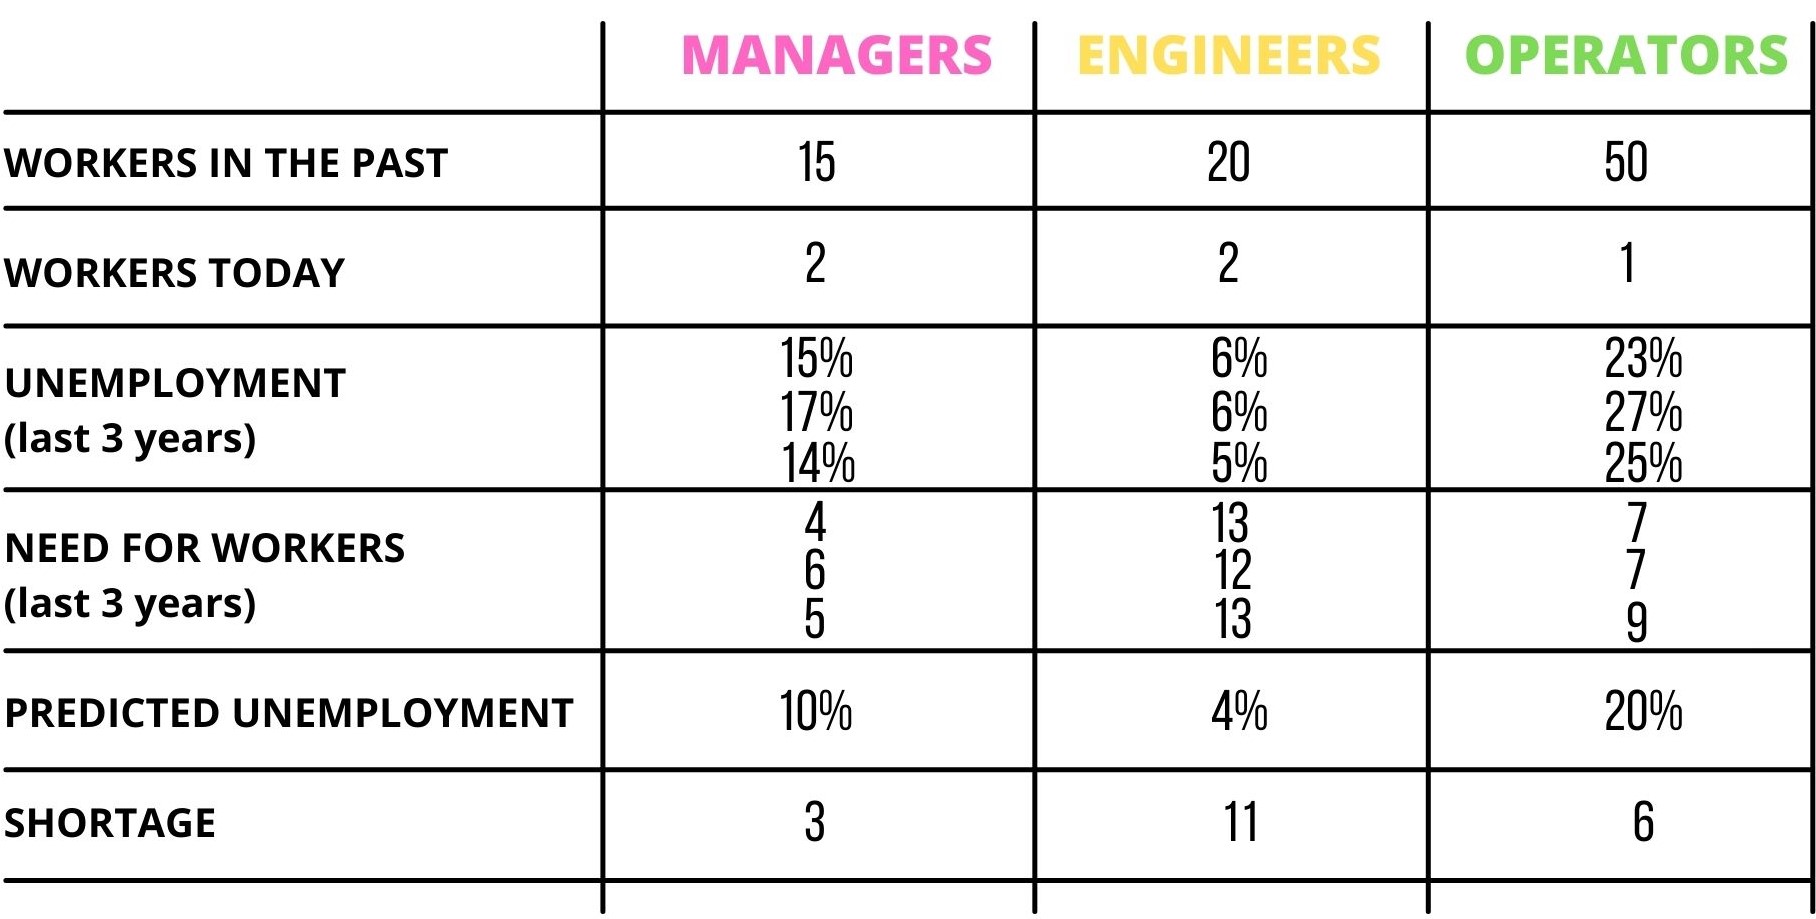 MANAGERS ENGINEERS OPERATORS
WORKERS IN THE PAST 15 20 50
WORKERS TODAY 2 2 1
UNEMPLOYMENT
(last 3 years)
15% 6% 23%
17% 6% 27%
14% 5% 25%
NEED FOR WORKERS
(last 3 years)
4 13 7
6 12 7
5 13 9
PREDICTED UNEMPLOYMENT 10% 4% 20%
SHORTAGE 3 11 6